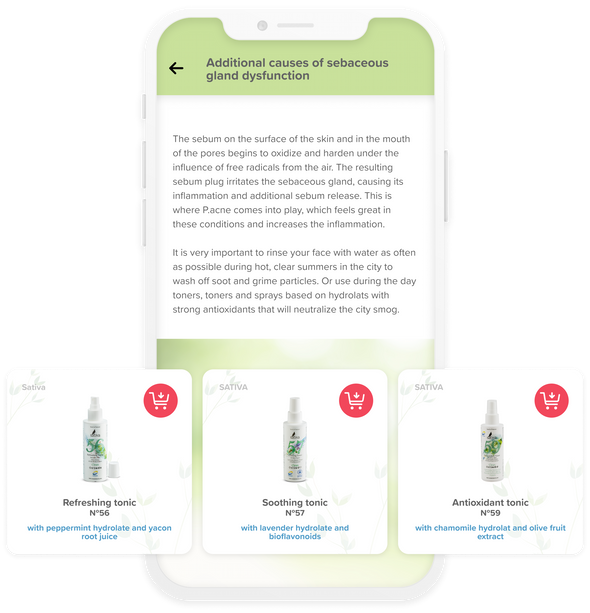 Additional causes of sebaceous
gland dysfunction
The sebum on the surface of the skin and in the mouth
of the pores begins to oxidize and harden under the
influence of free radicals from the air. The resulting
sebum plug irritates the sebaceous gland, causing its
inflammation and additional sebum release. This is
where P.acne comes into play, which feels great in
these conditions and increases the inflammation.
It is very important to rinse your face with water as often
as possible during hot, clear summers in the city to
wash off soot and grime particles. Or use during the day
toners, toners and sprays based on hydrolats with
strong antioxidants that will neutralize the city smog.
Sativa
Refreshing tonic
Nº56
with peppermint hydrolate and yacon
root juice
SATIVA
Soothing tonic
Nº57
with lavender hydrolate and
bioflavonoids
SATIVA
Antioxidant tonic
Nº59
with chamomile hydrolat and olive fruit
extract